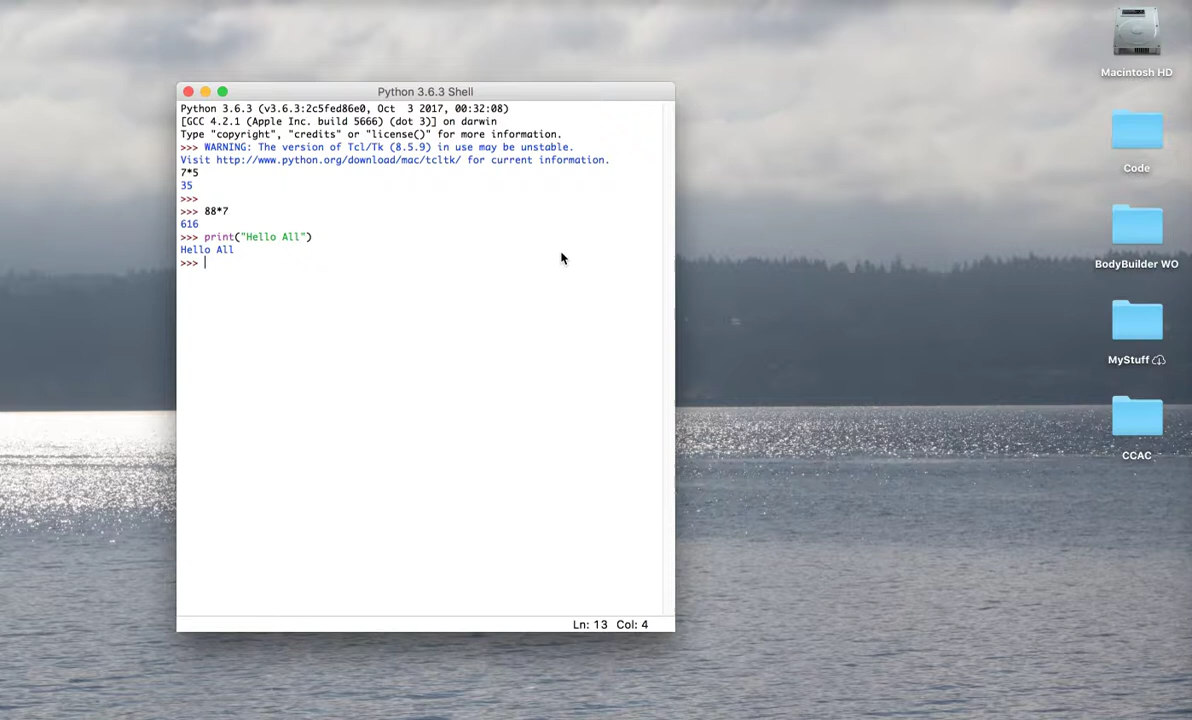 Python 3.6.3 Shell
Python 3.6.3 (v3.6.3:2c5fed86e0, Oct  3 2017, 00:32:08)
[GCC 4.2.1 (Apple Inc. build 5666) (dot 3)] on darwin
Type "copyright", "credits" or "license()" for more information.
>>> WARNING: The version of Tcl/Tk (8.5.9) in use may be unstable.
Visit http://www.python.org/download/mac/tcltk/ for current information.
7*5
35
>>>
>>> 88*7
616
>>> print("Hello All")
Hello All
>>>
Ln: 13 Col: 4
Macintosh HD
Code
BodyBuilder WO
MyStuff
CCAC